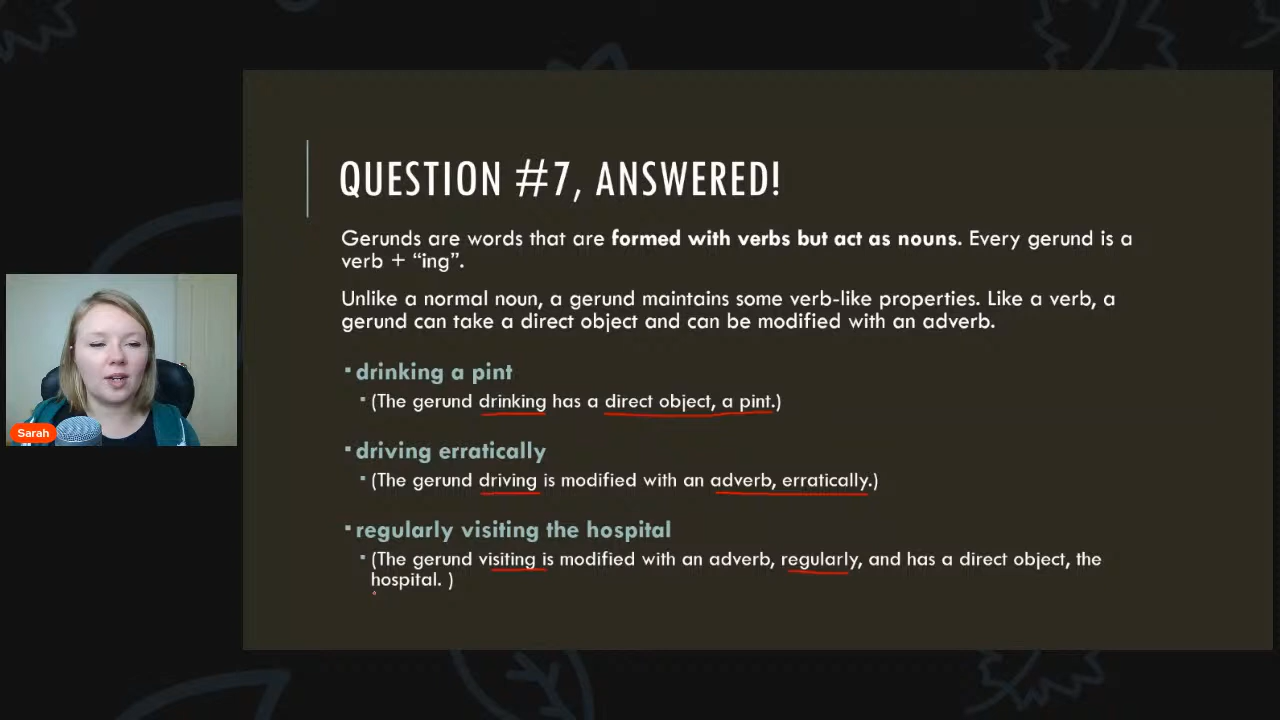 QUESTION #7, ANSWERED!
Gerunds are words that are formed with verbs but act as nouns. Every gerund is a
verb + “ing”.
Unlike a normal noun, a gerund maintains some verb-like properties. Like a verb, a
gerund can take a direct object and can be modified with an adverb.
▪ drinking a pint
▪ (The gerund drinking has a direct object, a pint.)
▪ driving erratically
▪ (The gerund driving is modified with an adverb, erratically.)
▪ regularly visiting the hospital
▪ (The gerund visiting is modified with an adverb, regularly, and has a direct object, the
hospital. )
Sarah